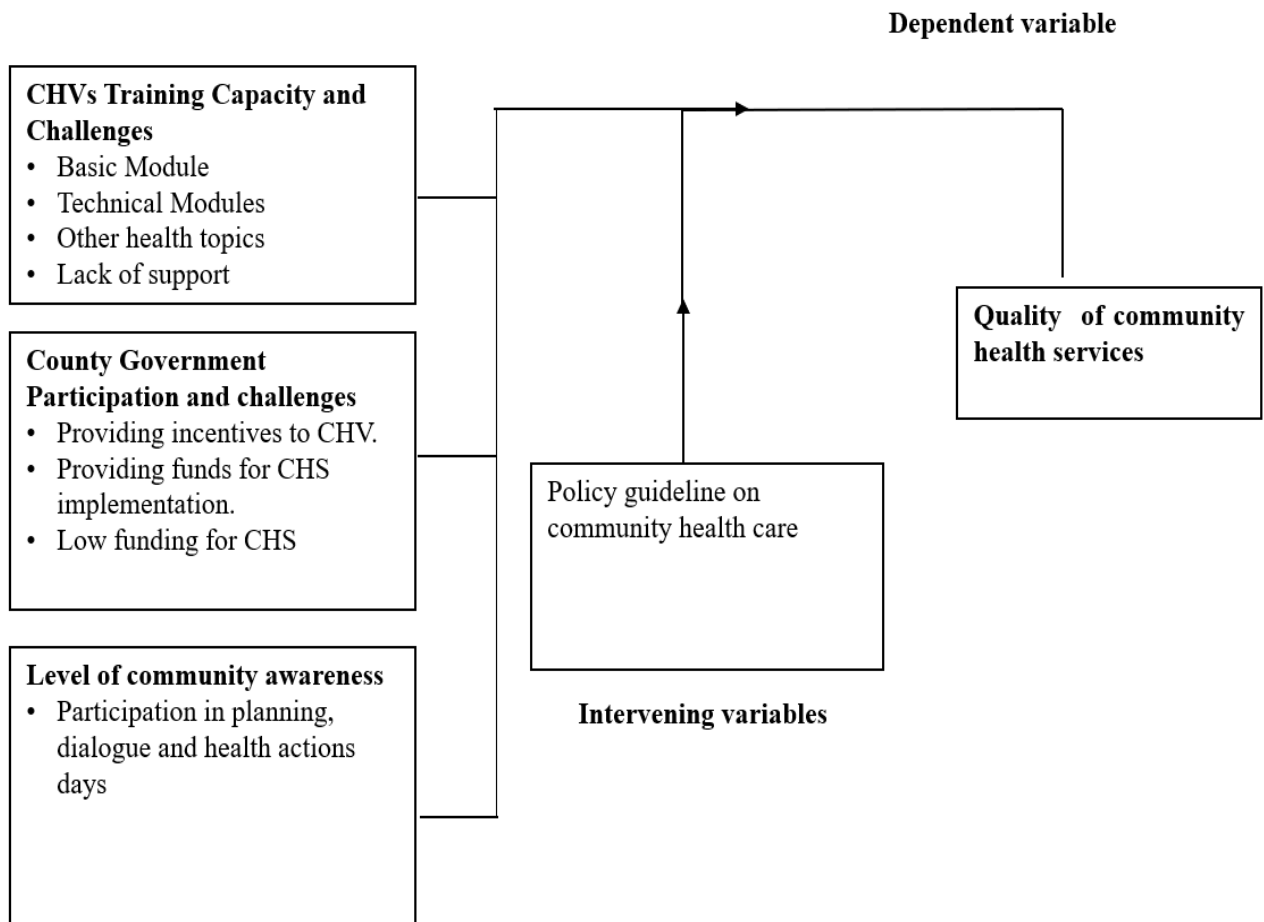 Dependent variable
CHVs Training Capacity and
Challenges
• Basic Module
• Technical Modules
• Other health topics
• Lack of support
County Government
Participation and challenges
• Providing incentives to CHV.
• Providing funds for CHS
implementation.
• Low funding for CHS
Level of community awareness
• Participation in planning,
dialogue and health actions
days
Policy guideline on
community health care
Intervening variables
Quality of community
health services